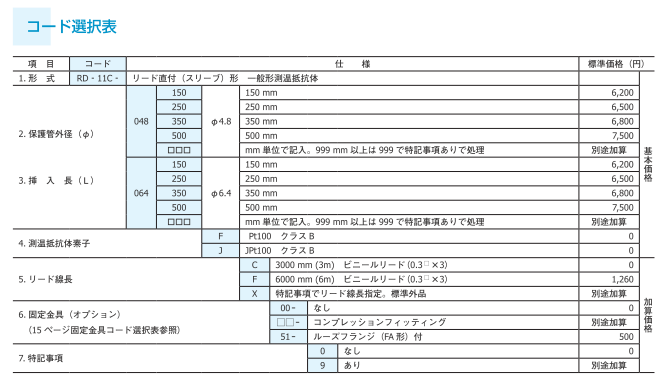 コード選択表
項　目 コード 仕　様 標準価格（円）
1. 形　式 RD - 11C - リード直付（スリーブ）形　一般形測温抵抗体
2. 保護管外径（φ）
3. 挿　入　長（L）
048 φ4.8
150 150 mm 6,200
250 250 mm 6,500
350 350 mm 6,800
500 500 mm 7,500
□□□ mm 単位で記入。999 mm 以上は 999 で特記事項ありで処理 別途加算
064 φ6.4
150 150 mm 6,200
250 250 mm 6,500
350 350 mm 6,800
500 500 mm 7,500
□□□ mm 単位で記入。999 mm 以上は 999 で特記事項ありで処理 別途加算
基本価格
4. 測温抵抗体素子
F Pt100　クラス B 0
J JPt100　クラス B 0
5. リード線長
C 3000 mm (3m)　ビニールリード（0.3□×3） 0
F 6000 mm (6m)　ビニールリード（0.3□×3） 1,260
X 特記事項でリード線長指定。標準外品 別途加算
6. 固定金具（オプション）
（15 ページ固定金具コード選択表参照）
00 - なし 0
□□ - コンプレッションフィッティング 別途加算
51 - ルーズフランジ（FA 形）付 500
7. 特記事項
0 なし 0
9 あり 別途加算
加算価格